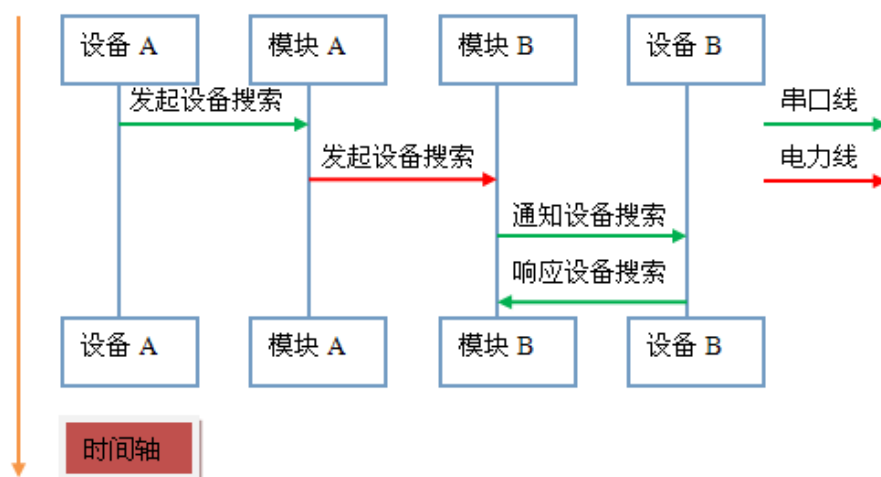 设备 A
模块 A
模块 B
设备 B
发起设备搜索
串口线
发起设备搜索
电力线
通知设备搜索
响应设备搜索
设备 A
模块 A
模块 B
设备 B
时间轴